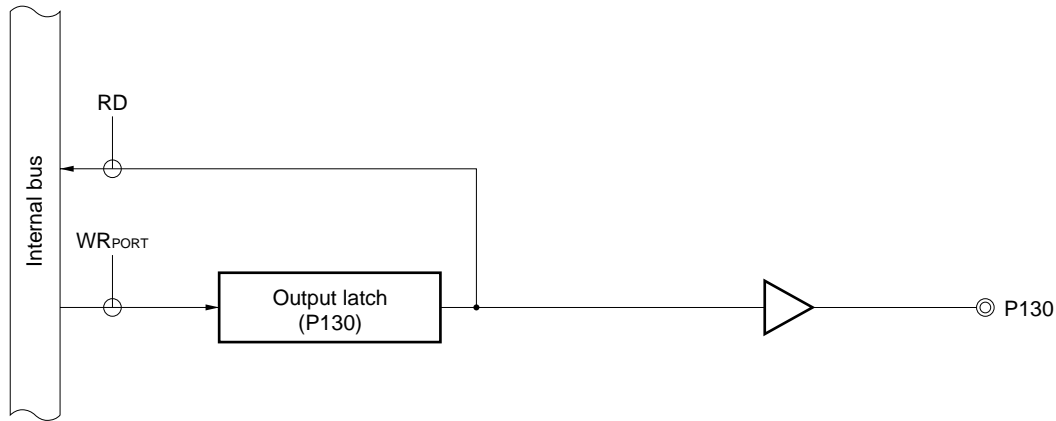 RD
Internal bus
WRPORT
Output latch
(P130)
P130